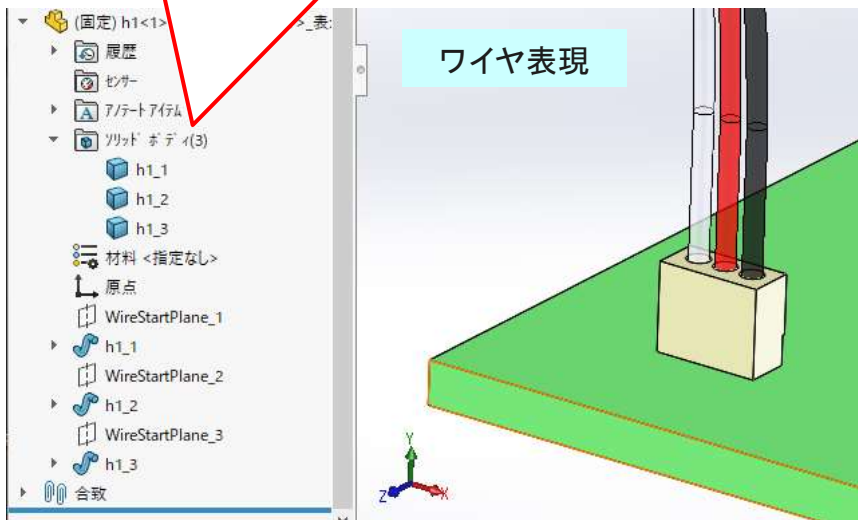 (固定) h1<1>
>_表:
履歴
センサー
アノテート アイテム
ソリッド ボディ(3)
h1_1
h1_2
h1_3
材料 <指定なし>
原点
WireStartPlane_1
h1_1
WireStartPlane_2
h1_2
WireStartPlane_3
h1_3
合致
ワイヤ表現
Y
Z
X